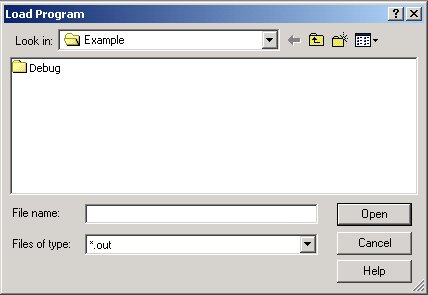 Load Program
Look in: Example
Debug
File name:
Open
Files of type: *.out
Cancel
Help